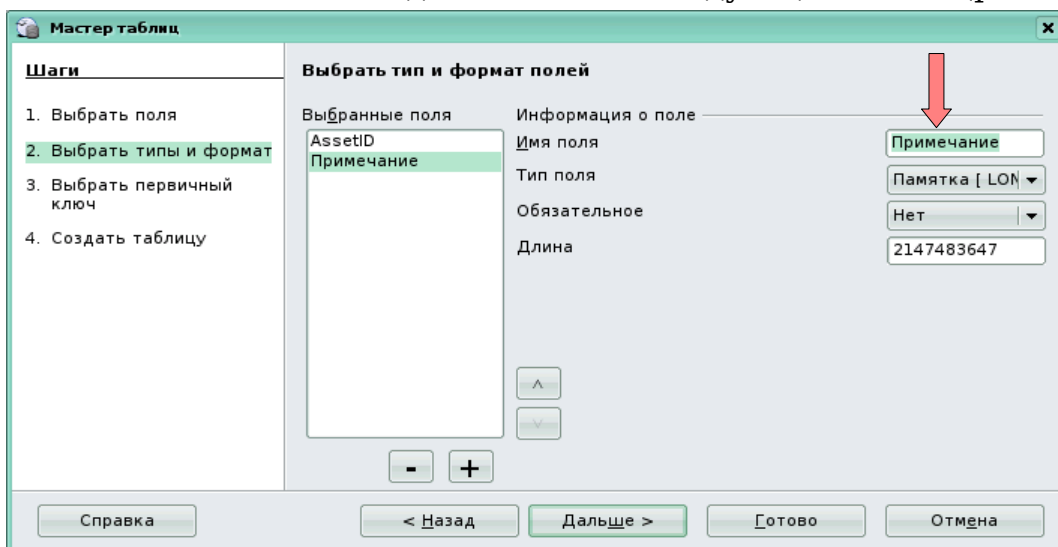 Мастер таблиц
Шаги
1. Выбрать поля
2. Выбрать типы и формат
3. Выбрать первичный
ключ
4. Создать таблицу
Выбрать тип и формат полей
Выбранные поля
AssetID
Примечание
Информация о поле
Имя поля
Примечание
Тип поля
Памятка [ LON
Обязательное
Нет
Длина
2147483647
^
v
- +
Справка
< Назад
Дальше >
Готово
Отмена